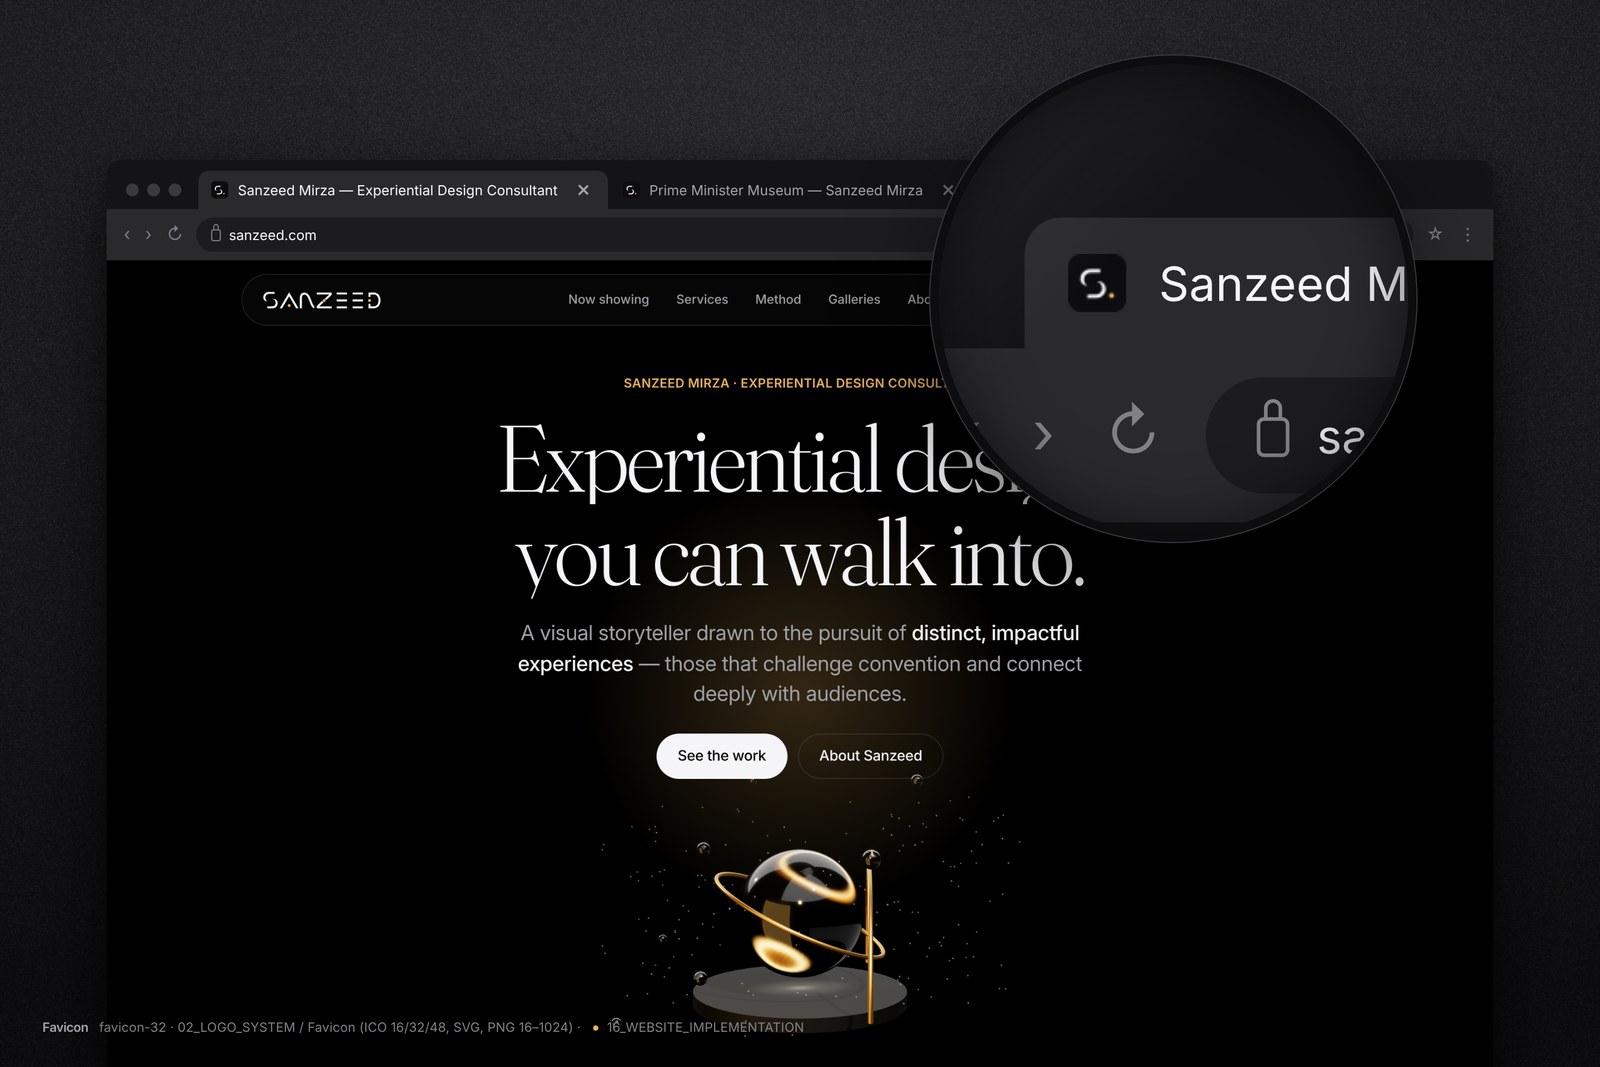 Sanzeed Mirza — Experiential Design Consultant
Prime Minister Museum — Sanzeed Mirza
sanzeed.com
S.
Sanzeed M
sa
SANZEED
Now showing Services Method Galleries Abo
SANZEED MIRZA · EXPERIENTIAL DESIGN CONSUL
Experiential des
you can walk into.
A visual storyteller drawn to the pursuit of distinct, impactful
experiences — those that challenge convention and connect
deeply with audiences.
See the work
About Sanzeed
Favicon favicon-32 · 02_LOGO_SYSTEM / Favicon (ICO 16/32/48, SVG, PNG 16–1024) · 16_WEBSITE_IMPLEMENTATION